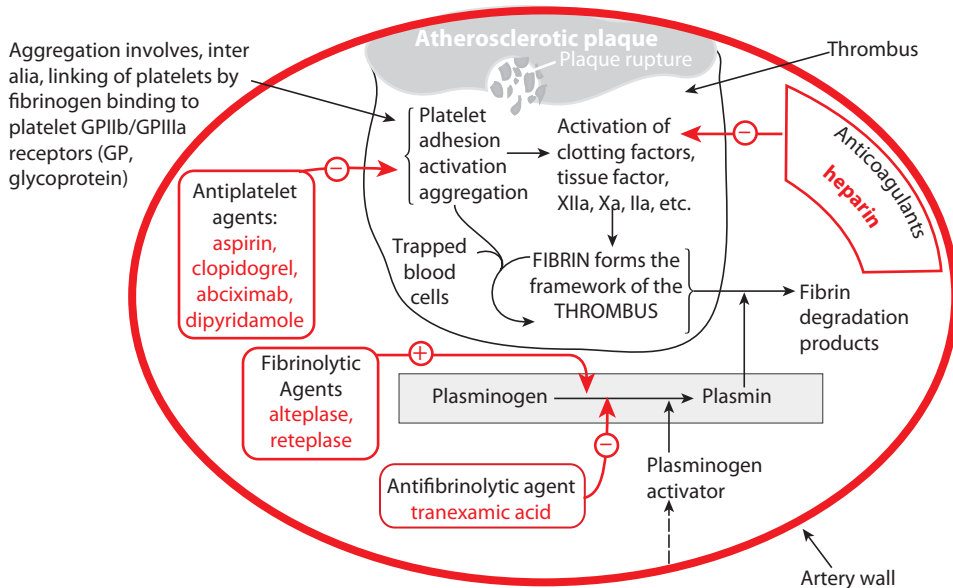 Aggregation involves, inter
alia, linking of platelets by
fibrinogen binding to
platelet GPIIb/GPIIIa
receptors (GP,
glycoprotein)
Atherosclerotic plaque
Plaque rupture
Thrombus
Platelet
adhesion
activation
aggregation
Activation of
clotting factors,
tissue factor,
XIIa, Xa, IIa, etc.
−
Anticoagulants
heparin
−
Antiplatelet
agents:
aspirin,
clopidogrel,
abciximab,
dipyridamole
Trapped
blood
cells
FIBRIN forms the
framework of the
THROMBUS
Fibrin
degradation
products
+
Fibrinolytic
Agents
alteplase,
reteplase
Plasminogen
Plasmin
−
Antifibrinolytic agent
tranexamic acid
Plasminogen
activator
Artery wall